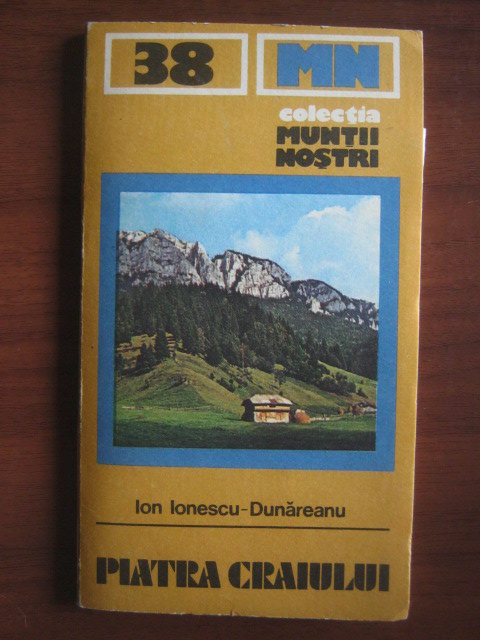 38
MN
colecția
MUNȚII
NOȘTRI
Ion Ionescu-Dunăreanu
PIATRA CRAIULUI